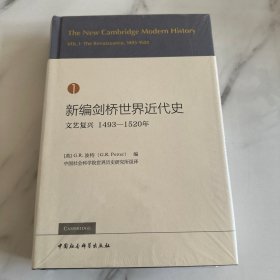 The New Cambridge Modern History
VOL. I: The Renaissance, 1493-1520
1
新编剑桥世界近代史
文艺复兴 1493—1520年
[英] G.R. 波特 (G.R. Potter) 编
中国社会科学院世界历史研究所组译
CAMBRIDGE
中国社会科学出版社